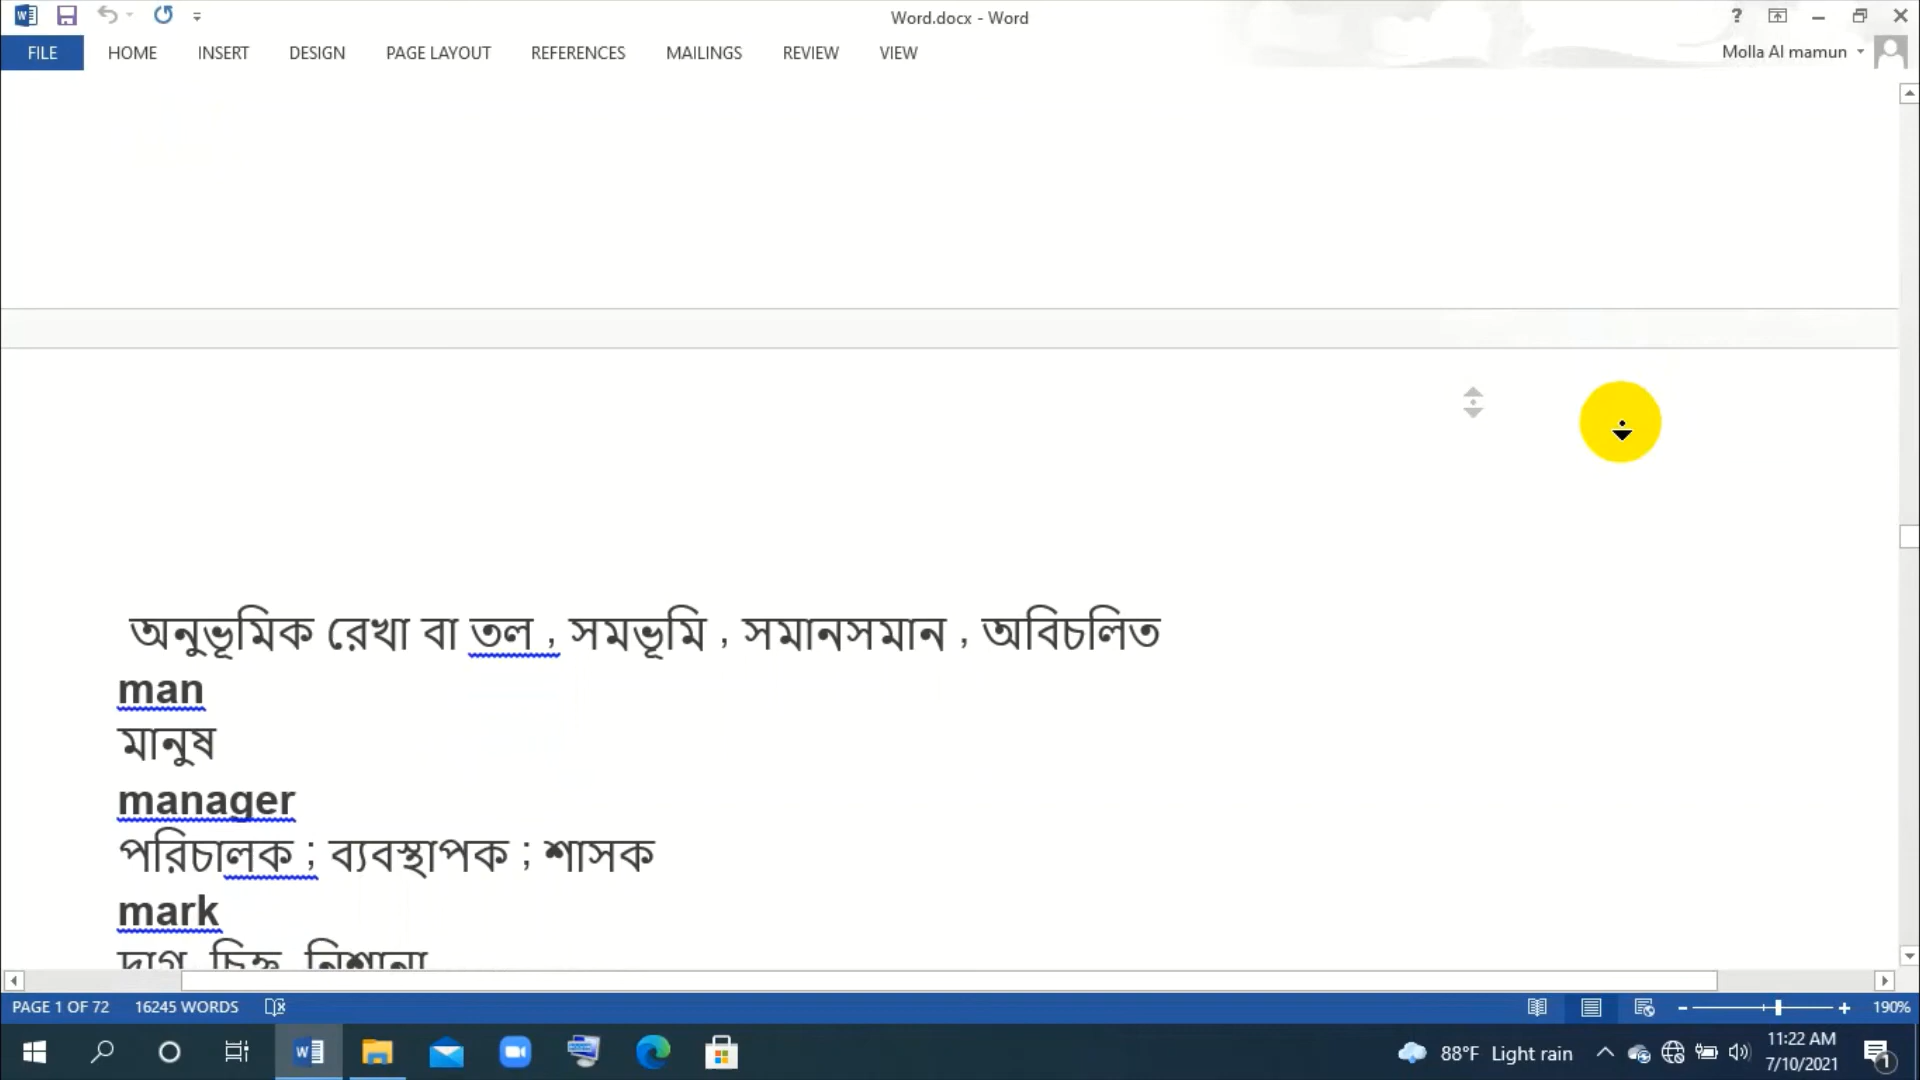 Word.docx - Word
?
Molla Al mamun
FILE HOME INSERT DESIGN PAGE LAYOUT REFERENCES MAILINGS REVIEW VIEW
অনুভূমিক রেখা বা তল , সমভূমি , সমানসমান , অবিচলিত
man
মানুষ
manager
পরিচালক ; ব্যবস্থাপক ; শাসক
mark
দাগ চিহ্ন নিশানা
PAGE 1 OF 72 16245 WORDS 190%
88°F Light rain
11:22 AM
7/10/2021
1